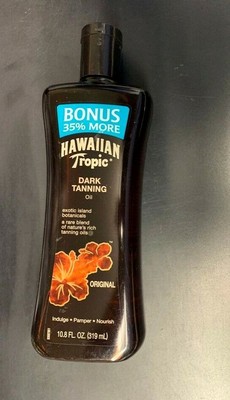 BONUS
35% MORE
HAWAIIAN
Tropic
DARK
TANNING
Oil
exotic island
botanicals
a rare blend
of nature's rich
tanning oils
ORIGINAL
Indulge • Pamper • Nourish
10.8 FL. OZ. (319 mL)